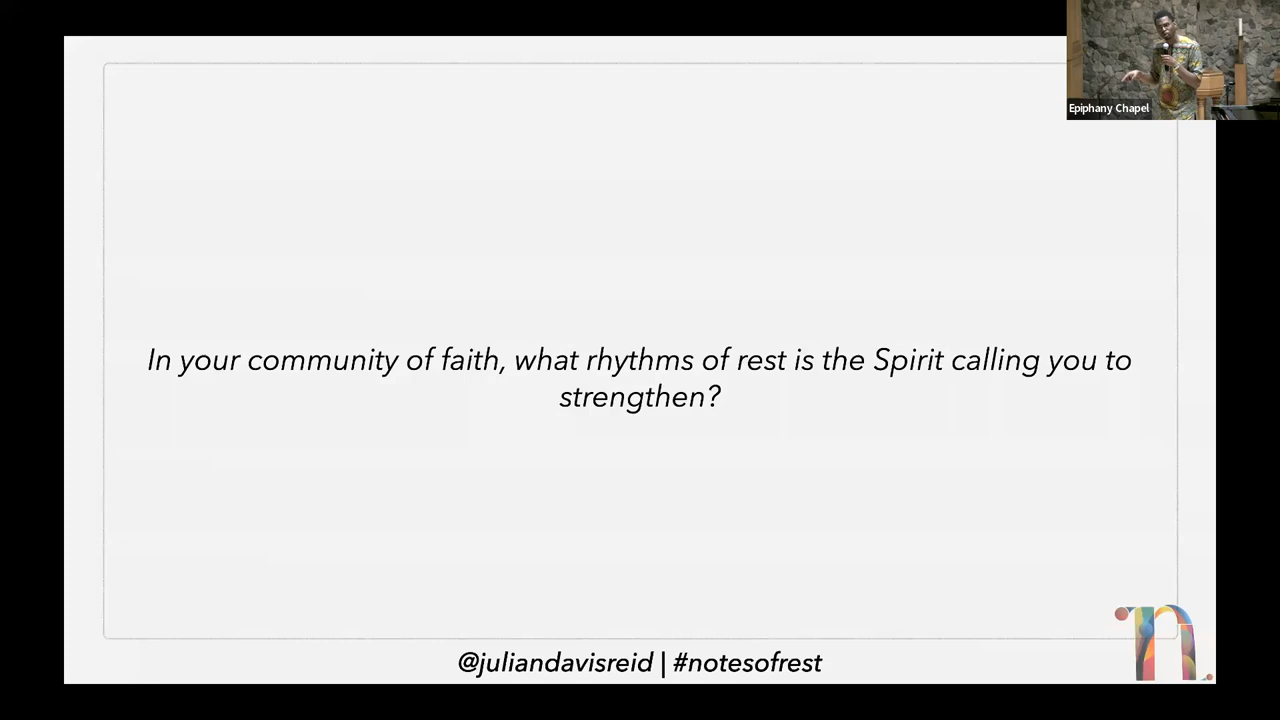 Epiphany Chapel
In your community of faith, what rhythms of rest is the Spirit calling you to
strengthen?
@juliandavisreid | #notesofrest
n.